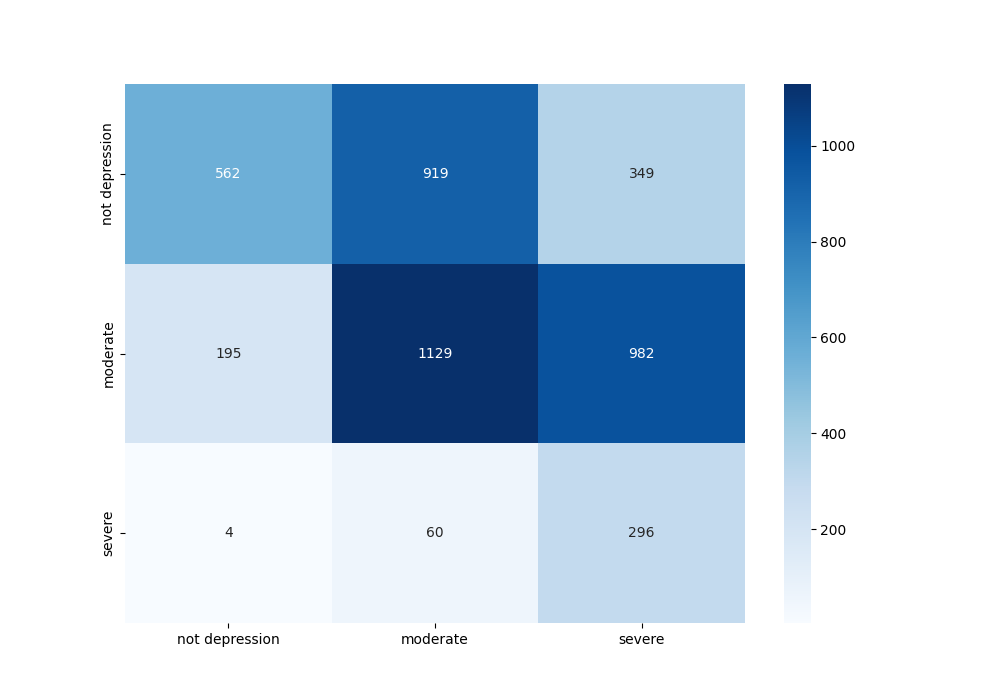 not depression
562
919
349
moderate
195
1129
982
severe
4
60
296
not depression
moderate
severe
1000
800
600
400
200